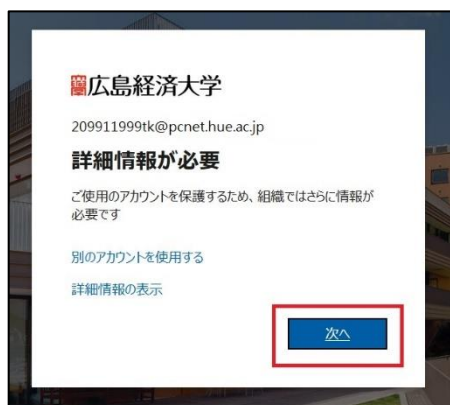 広島経済大学
209911999tk@pcnet.hue.ac.jp
詳細情報が必要
ご使用のアカウントを保護するため、組織ではさらに情報が
必要です
別のアカウントを使用する
詳細情報の表示
次へ